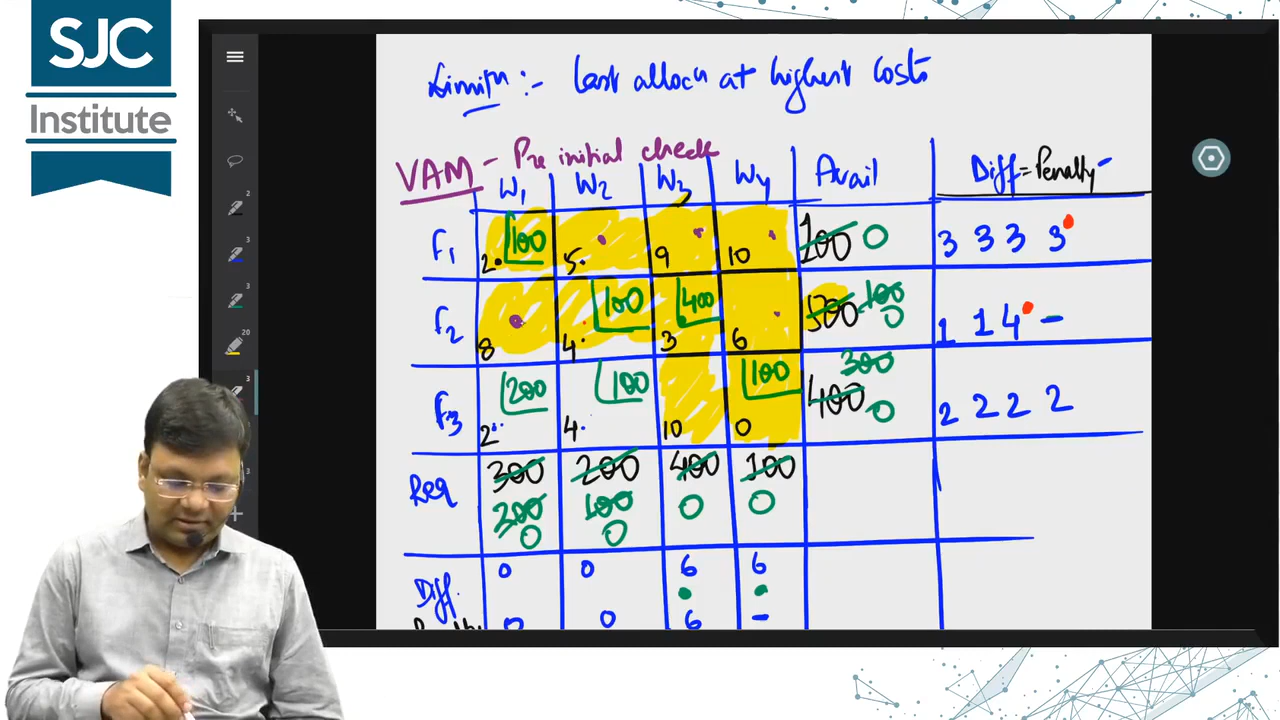 SJC
Institute
Limitn :- Last allocn at highest costs
VAM - Pre initial check
W1 W2 W3 W4 Avail Diff = Penalty
F1 2 100 5 9 10 100 0 3 3 3 3
F2 8 4 100 3 400 6 500 100 0 1 1 4 -
F3 2 200 4 100 10 0 100 400 300 0 2 2 2 2
Req 300 200 400 100
200 100 0 0
0 0
Diff 0 0 6 6
0 0 6 -